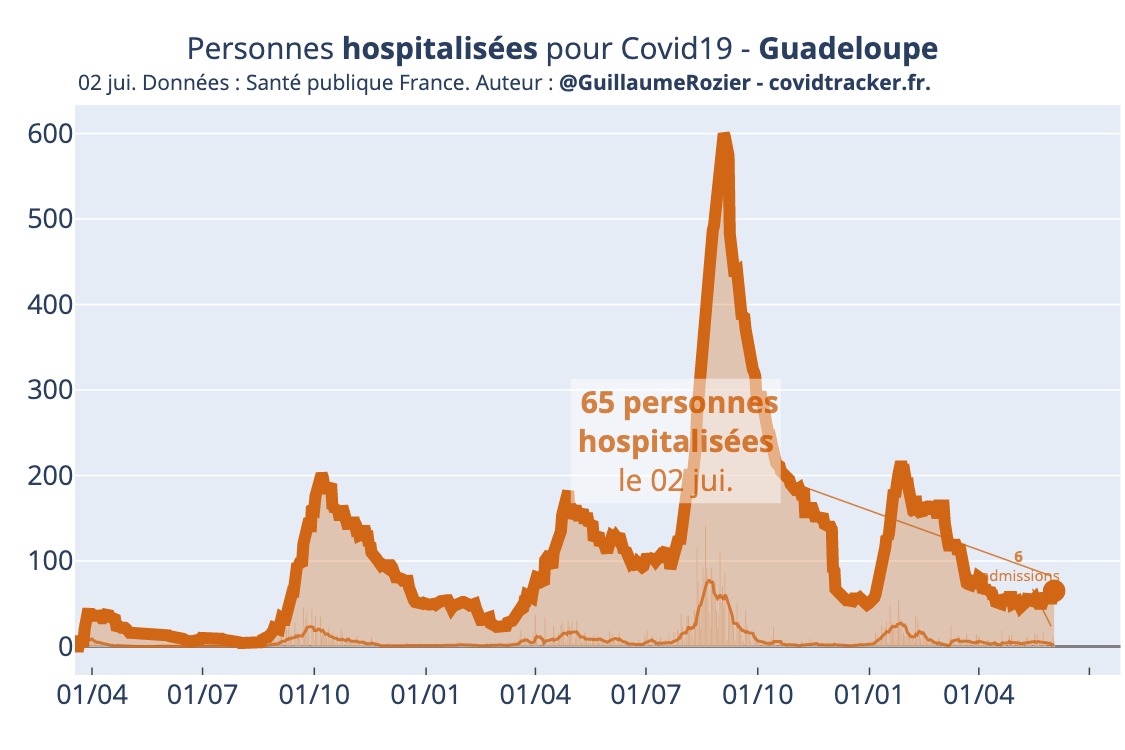 Personnes hospitalisées pour Covid19 - Guadeloupe
02 jui. Données : Santé publique France. Auteur : @GuillaumeRozier - covidtracker.fr.
600
500
400
300
200
100
0
65 personnes
hospitalisées
le 02 jui.
6
admissions
01/04 01/07 01/10 01/01 01/04 01/07 01/10 01/01 01/04